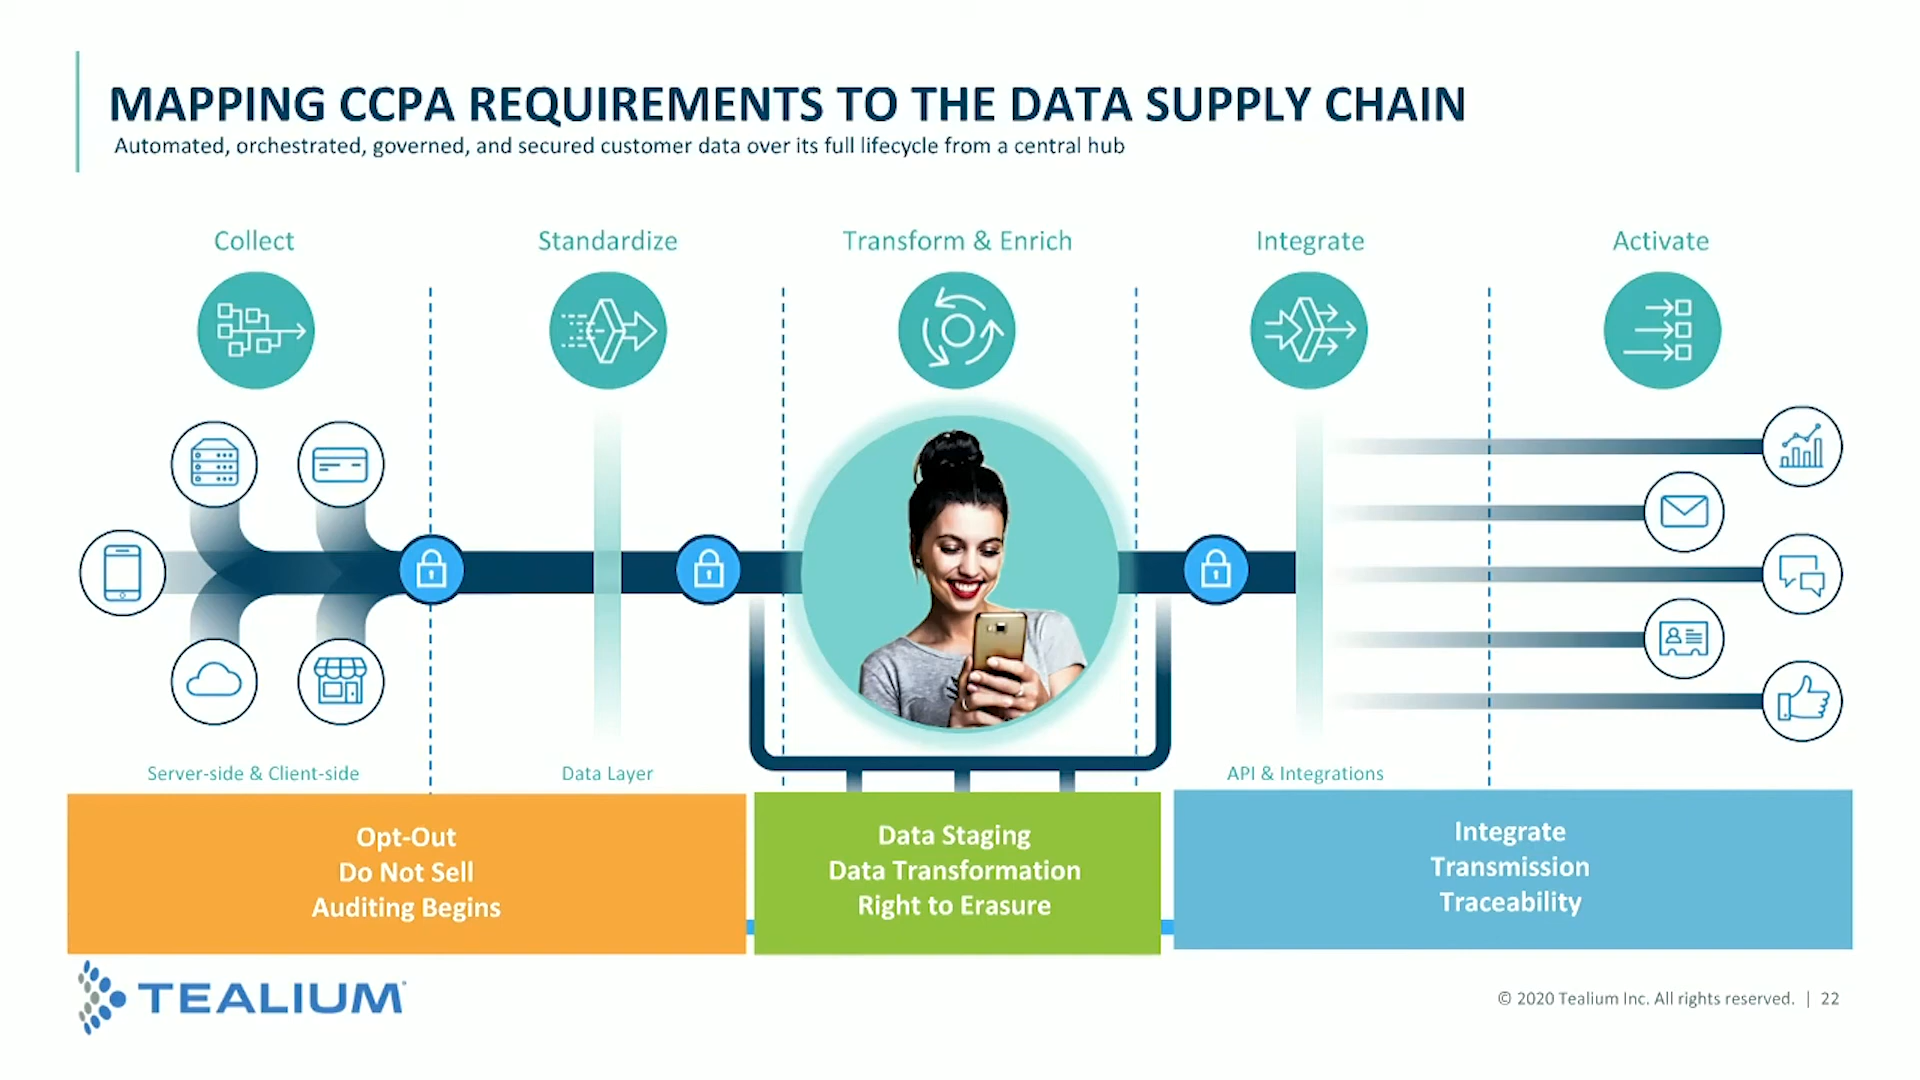 MAPPING CCPA REQUIREMENTS TO THE DATA SUPPLY CHAIN
Automated, orchestrated, governed, and secured customer data over its full lifecycle from a central hub
Collect
Standardize
Transform & Enrich
Integrate
Activate
Server-side & Client-side
Data Layer
API & Integrations
Opt-Out
Do Not Sell
Auditing Begins
Data Staging
Data Transformation
Right to Erasure
Integrate
Transmission
Traceability
TEALIUM
© 2020 Tealium Inc. All rights reserved. | 22